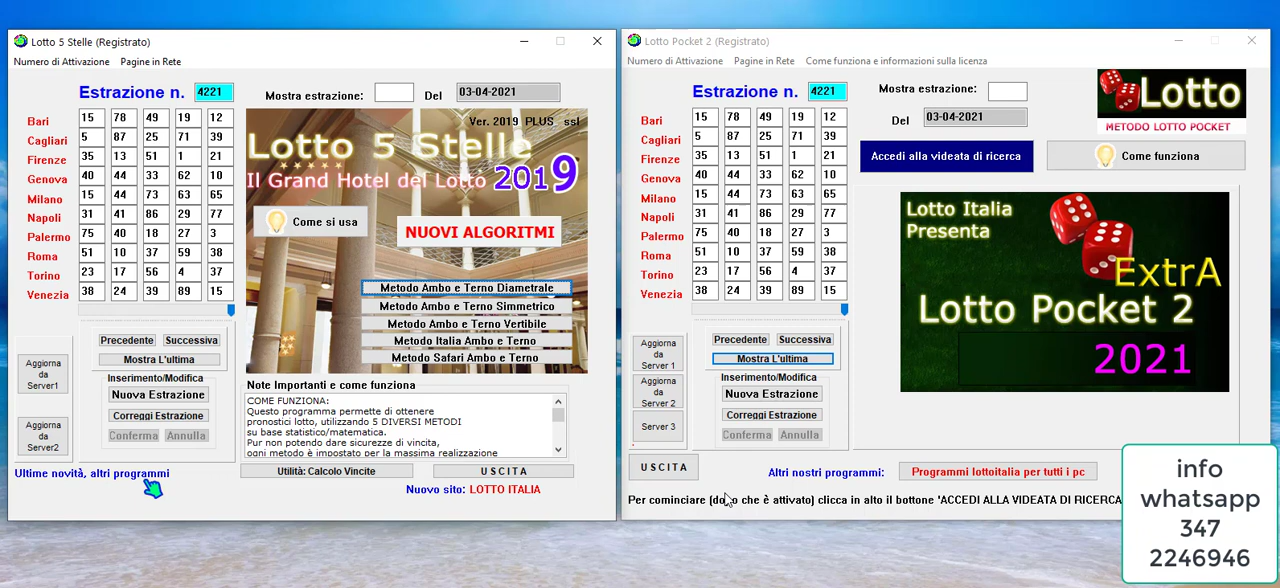 Lotto 5 Stelle (Registrato)
Numero di Attivazione Pagine in Rete
Estrazione n. 4221
Mostra estrazione: Del 03-04-2021
Bari 15 78 49 19 12
Cagliari 5 87 25 71 39
Firenze 35 13 51 1 21
Genova 40 44 33 62 10
Milano 15 44 73 63 65
Napoli 31 41 86 29 77
Palermo 75 40 18 27 3
Roma 51 10 37 59 38
Torino 23 17 56 4 37
Venezia 38 24 39 89 15
Ver. 2019 PLUS ssl
Lotto 5 Stelle
Il Grand Hotel del Lotto 2019
Come si usa
NUOVI ALGORITMI
Metodo Ambo e Terno Diametrale
Metodo Ambo e Terno Simmetrico
Metodo Ambo e Terno Vertibile
Metodo Italia Ambo e Terno
Metodo Safari Ambo e Terno
Precedente Successiva
Mostra L'ultima
Inserimento/Modifica
Nuova Estrazione
Correggi Estrazione
Conferma Annulla
Aggiorna
da
Server1
Aggiorna
da
Server2
Note Importanti e come funziona
COME FUNZIONA:
Questo programma permette di ottenere
pronostici lotto, utilizzando 5 DIVERSI METODI
su base statistico/matematica.
Pur non potendo dare sicurezze di vincita,
ogni metodo è impostato per la massima realizzazione
Ultime novità, altri programmi
Utilità: Calcolo Vincite
USCITA
Nuovo sito: LOTTO ITALIA
Lotto Pocket 2 (Registrato)
Numero di Attivazione Pagine in Rete Come funziona e informazioni sulla licenza
Estrazione n. 4221
Mostra estrazione:
Del 03-04-2021
Lotto
METODO LOTTO POCKET
Accedi alla videata di ricerca
Come funziona
Bari 15 78 49 19 12
Cagliari 5 87 25 71 39
Firenze 35 13 51 1 21
Genova 40 44 33 62 10
Milano 15 44 73 63 65
Napoli 31 41 86 29 77
Palermo 75 40 18 27 3
Roma 51 10 37 59 38
Torino 23 17 56 4 37
Venezia 38 24 39 89 15
Lotto Italia
Presenta
ExtrA
Lotto Pocket 2
2021
Aggiorna
da
Server 1
Aggiorna
da
Server 2
Server 3
Precedente Successiva
Mostra L'ultima
Inserimento/Modifica
Nuova Estrazione
Correggi Estrazione
Conferma Annulla
USCITA
Altri nostri programmi:
Programmi lottoitalia per tutti i pc
Per cominciare (dopo che è attivato) clicca in alto il bottone 'ACCEDI ALLA VIDEATA DI RICERCA
info
whatsapp
347
2246946